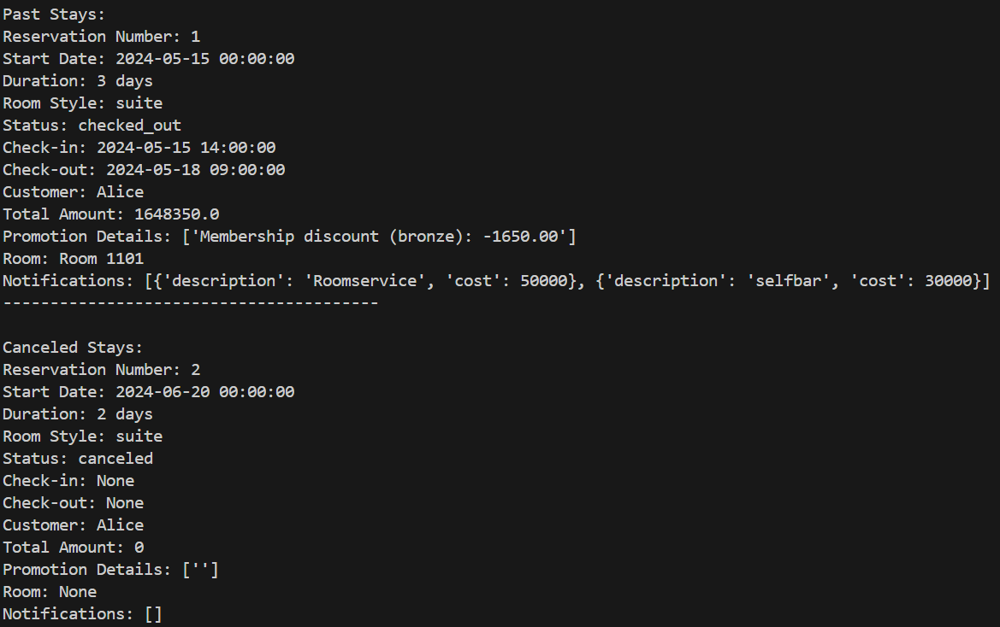 Past Stays:
Reservation Number: 1
Start Date: 2024-05-15 00:00:00
Duration: 3 days
Room Style: suite
Status: checked_out
Check-in: 2024-05-15 14:00:00
Check-out: 2024-05-18 09:00:00
Customer: Alice
Total Amount: 1648350.0
Promotion Details: ['Membership discount (bronze): -1650.00']
Room: Room 1101
Notifications: [{'description': 'Roomservice', 'cost': 50000}, {'description': 'selfbar', 'cost': 30000}]
----------------------------------------
Canceled Stays:
Reservation Number: 2
Start Date: 2024-06-20 00:00:00
Duration: 2 days
Room Style: suite
Status: canceled
Check-in: None
Check-out: None
Customer: Alice
Total Amount: 0
Promotion Details: ['']
Room: None
Notifications: []